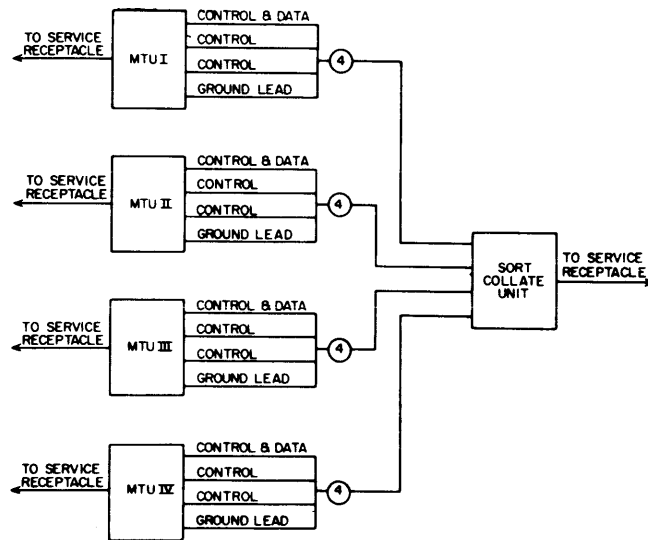 CONTROL & DATA
TO SERVICE
RECEPTACLE
MTU I
CONTROL
4
CONTROL
GROUND LEAD
CONTROL & DATA
TO SERVICE
RECEPTACLE
MTU II
CONTROL
4
CONTROL
GROUND LEAD
SORT
COLLATE
UNIT
TO SERVICE
RECEPTACLE
CONTROL & DATA
TO SERVICE
RECEPTACLE
MTU III
CONTROL
4
CONTROL
GROUND LEAD
CONTROL & DATA
TO SERVICE
RECEPTACLE
MTU IV
CONTROL
4
CONTROL
GROUND LEAD